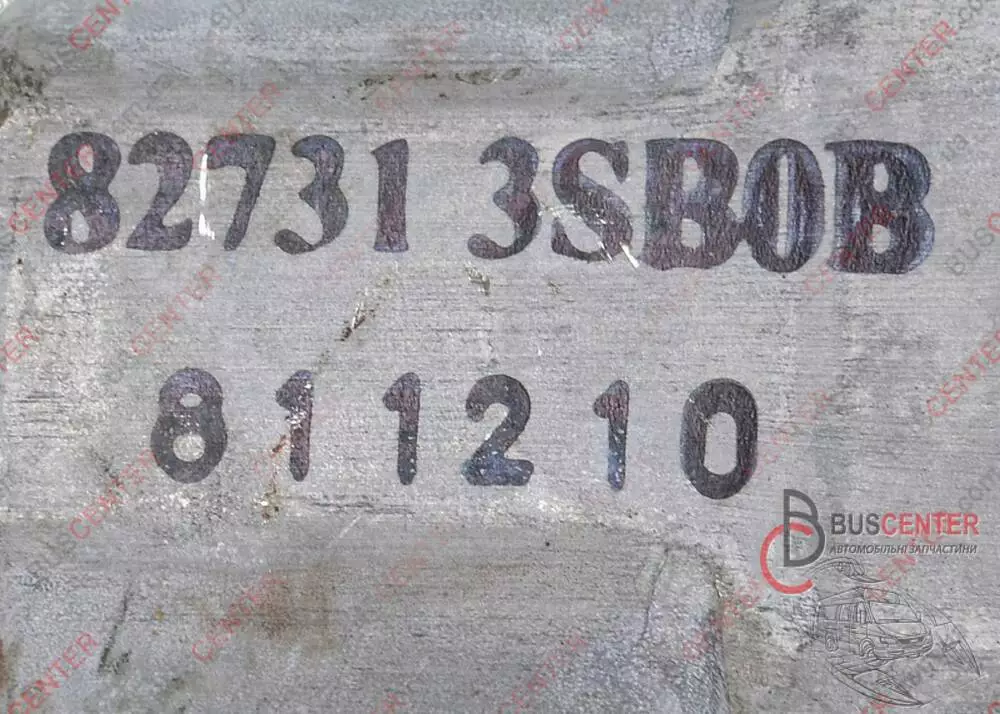 82731 3SB0B
811210
BUSCENTER
АВТОМОБІЛЬНІ ЗАПЧАСТИНИ